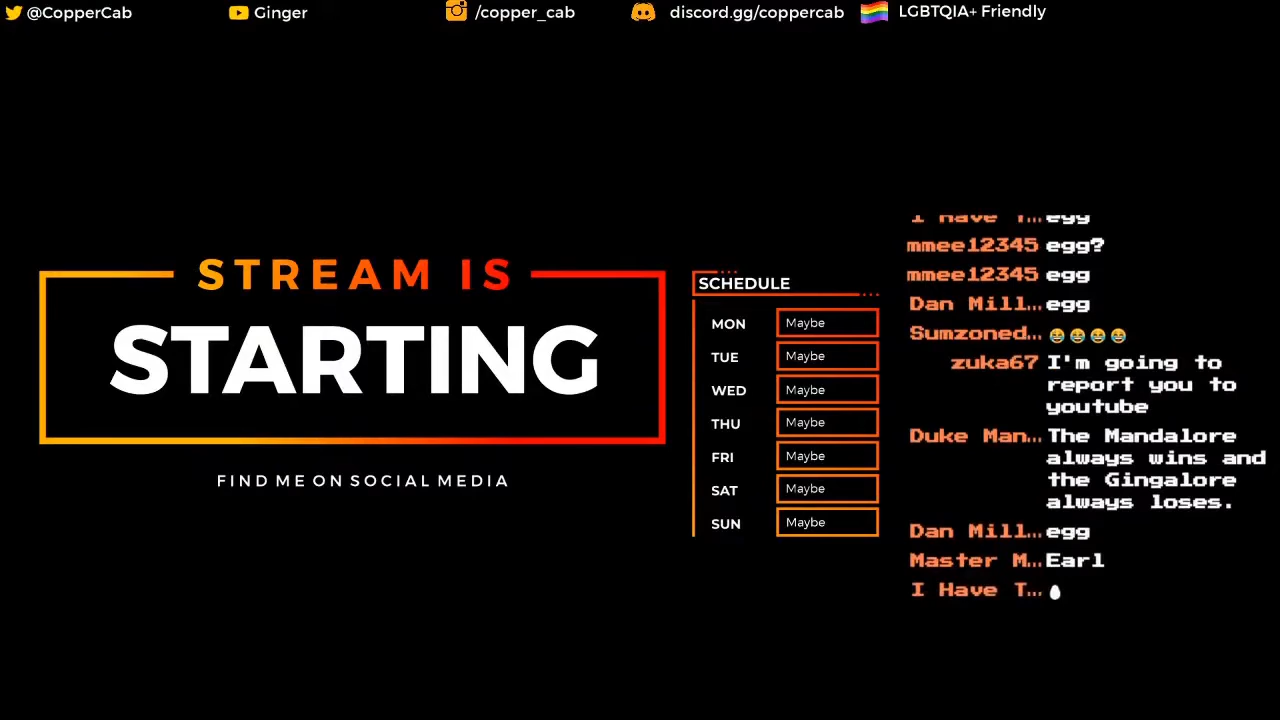 @CopperCab
Ginger
/copper_cab
discord.gg/coppercab
LGBTQIA+ Friendly
STREAM IS
STARTING
FIND ME ON SOCIAL MEDIA
SCHEDULE
MON Maybe
TUE Maybe
WED Maybe
THU Maybe
FRI Maybe
SAT Maybe
SUN Maybe
I Have T… egg
mmee12345 egg?
mmee12345 egg
Dan Mill… egg
Sumzoned… 😂😂😂😂
zuka67 I'm going to
report you to
youtube
Duke Man… The Mandalore
always wins and
the Gingalore
always loses.
Dan Mill… egg
Master M… Earl
I Have T… 🥚